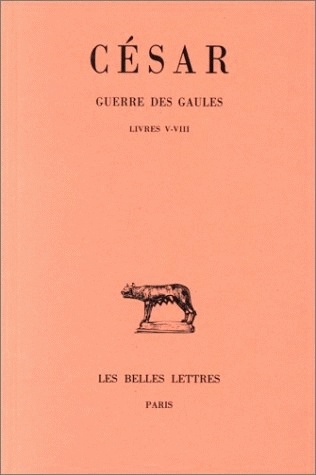 CÉSAR
GUERRE DES GAULES
LIVRES V-VIII
LES BELLES LETTRES
PARIS